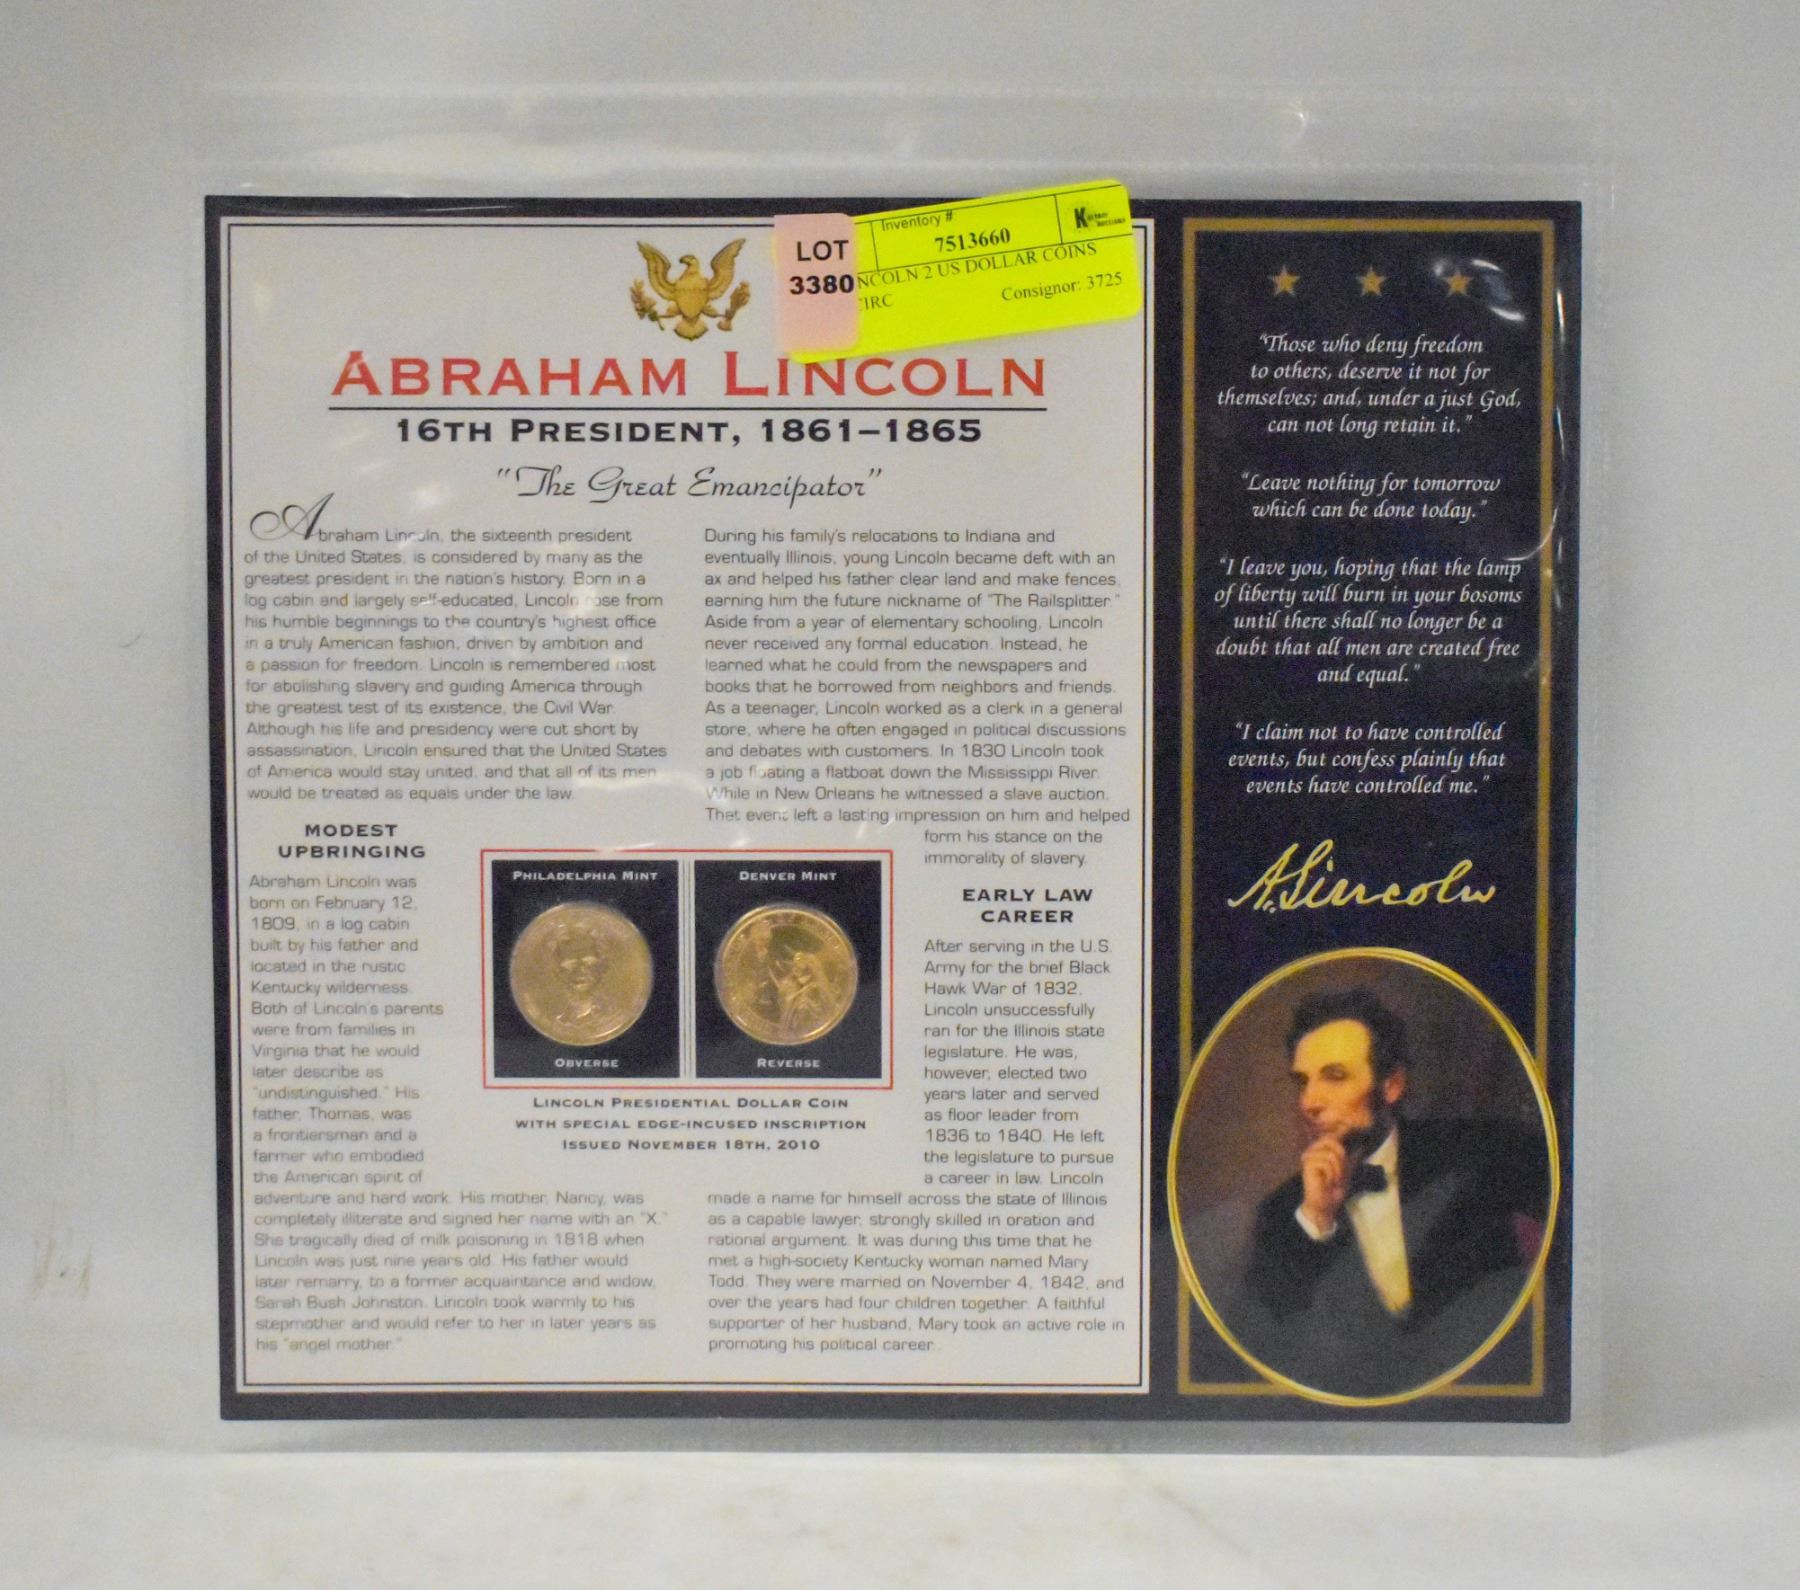 LOT
3380
Inventory #
7513660
NCOLN 2 US DOLLAR COINS
CIRC
Consignor: 3725
ABRAHAM LINCOLN
16TH PRESIDENT, 1861–1865
"The Great Emancipator"
Abraham Lincoln, the sixteenth president
of the United States, is considered by many as the
greatest president in the nation's history. Born in a
log cabin and largely self-educated, Lincoln rose from
his humble beginnings to the country's highest office
in a truly American fashion, driven by ambition and
a passion for freedom. Lincoln is remembered most
for abolishing slavery and guiding America through
the greatest test of its existence, the Civil War.
Although his life and presidency were cut short by
assassination, Lincoln ensured that the United States
of America would stay united, and that all of its men
would be treated as equals under the law.
MODEST
UPBRINGING
Abraham Lincoln was
born on February 12,
1809, in a log cabin
built by his father and
located in the rustic
Kentucky wilderness.
Both of Lincoln's parents
were from families in
Virginia that he would
later describe as
"undistinguished." His
father, Thomas, was
a frontiersman and a
farmer who embodied
the American spirit of
adventure and hard work. His mother, Nancy, was
completely illiterate and signed her name with an "X."
She tragically died of milk poisoning in 1818 when
Lincoln was just nine years old. His father would
later remarry, to a former acquaintance and widow,
Sarah Bush Johnston. Lincoln took warmly to his
stepmother and would refer to her in later years as
his "angel mother."
During his family's relocations to Indiana and
eventually Illinois, young Lincoln became deft with an
ax and helped his father clear land and make fences,
earning him the future nickname of "The Railsplitter."
Aside from a year of elementary schooling, Lincoln
never received any formal education. Instead, he
learned what he could from the newspapers and
books that he borrowed from neighbors and friends.
As a teenager, Lincoln worked as a clerk in a general
store, where he often engaged in political discussions
and debates with customers. In 1830 Lincoln took
a job floating a flatboat down the Mississippi River.
While in New Orleans he witnessed a slave auction.
That event left a lasting impression on him and helped
form his stance on the
immorality of slavery.
EARLY LAW
CAREER
After serving in the U.S.
Army for the brief Black
Hawk War of 1832,
Lincoln unsuccessfully
ran for the Illinois state
legislature. He was,
however, elected two
years later and served
as floor leader from
1836 to 1840. He left
the legislature to pursue
a career in law. Lincoln
made a name for himself across the state of Illinois
as a capable lawyer, strongly skilled in oration and
rational argument. It was during this time that he
met a high-society Kentucky woman named Mary
Todd. They were married on November 4, 1842, and
over the years had four children together. A faithful
supporter of her husband, Mary took an active role in
promoting his political career.
PHILADELPHIA MINT
OBVERSE
DENVER MINT
REVERSE
LINCOLN PRESIDENTIAL DOLLAR COIN
WITH SPECIAL EDGE-INCUSED INSCRIPTION
ISSUED NOVEMBER 18TH, 2010
"Those who deny freedom
to others, deserve it not for
themselves; and, under a just God,
can not long retain it."
"Leave nothing for tomorrow
which can be done today."
"I leave you, hoping that the lamp
of liberty will burn in your bosoms
until there shall no longer be a
doubt that all men are created free
and equal."
"I claim not to have controlled
events, but confess plainly that
events have controlled me."
A. Lincoln